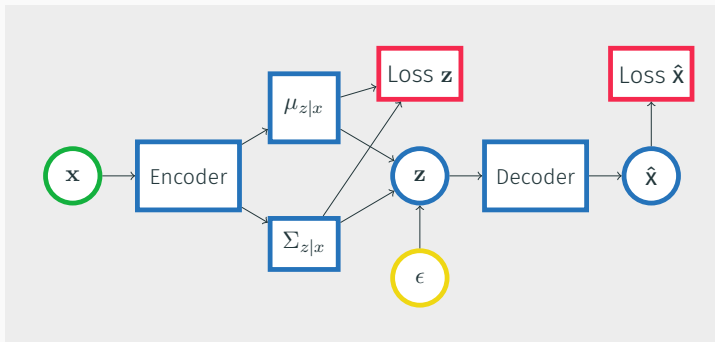 Loss 𝐳
Loss 𝐱̂
μ_{z|x}
𝐱
Encoder
𝐳
Decoder
𝐱̂
Σ_{z|x}
ϵ